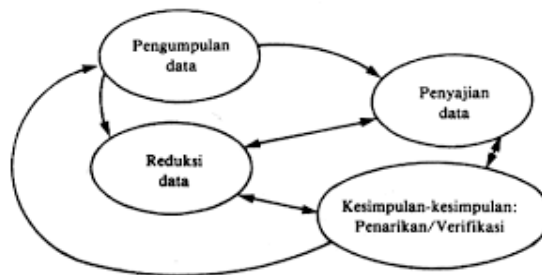 Pengumpulan
data
Penyajian
data
Reduksi
data
Kesimpulan-kesimpulan:
Penarikan/Verifikasi